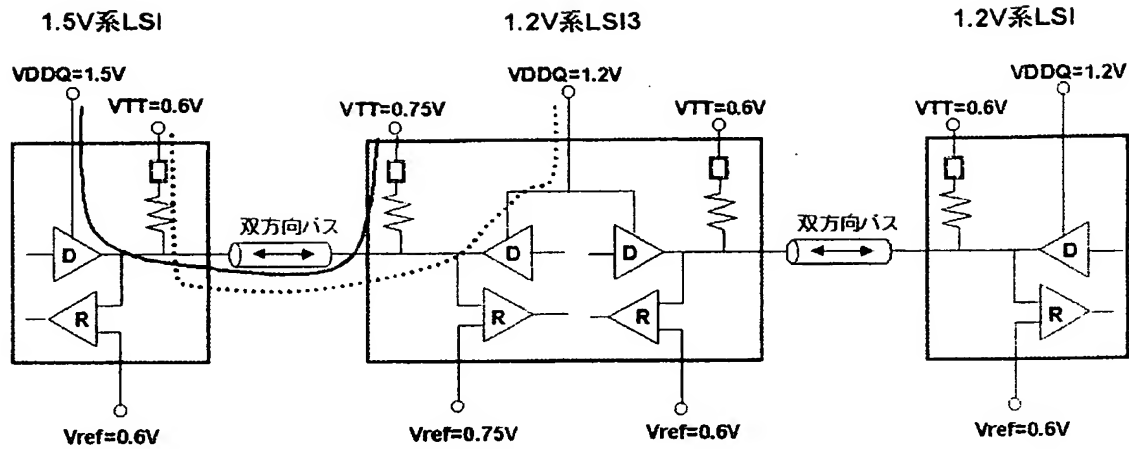 1.5V系LSI
1.2V系LSI3
1.2V系LSI
VDDQ=1.5V
VDDQ=1.2V
VDDQ=1.2V
VTT=0.6V
VTT=0.75V
VTT=0.6V
VTT=0.6V
双方向バス
双方向バス
D
D
D
D
R
R
R
R
Vref=0.6V
Vref=0.75V
Vref=0.6V
Vref=0.6V